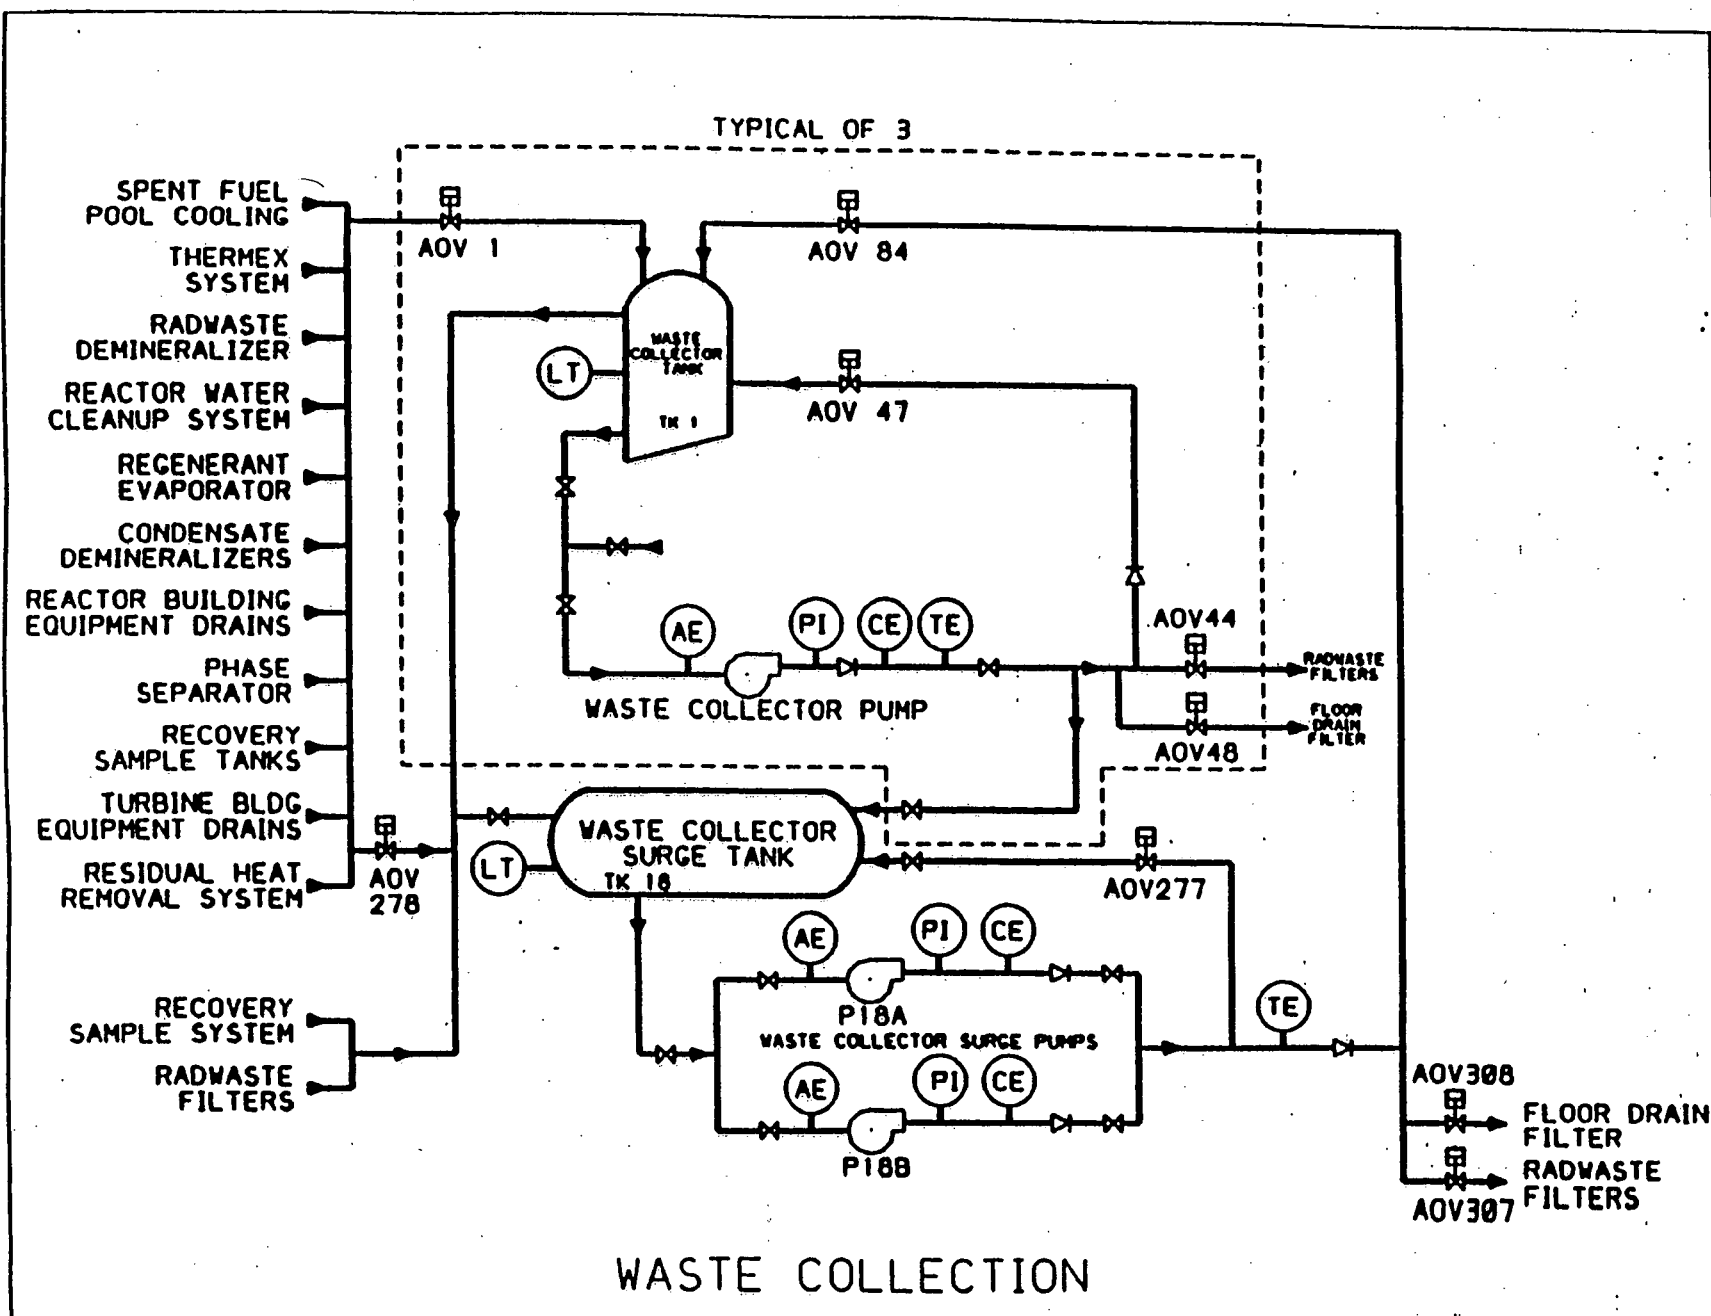 TYPICAL OF 3
SPENT FUEL
POOL COOLING
THERMEX
SYSTEM
RADWASTE
DEMINERALIZER
REACTOR WATER
CLEANUP SYSTEM
REGENERANT
EVAPORATOR
CONDENSATE
DEMINERALIZERS
REACTOR BUILDING
EQUIPMENT DRAINS
PHASE
SEPARATOR
RECOVERY
SAMPLE TANKS
TURBINE BLDG
EQUIPMENT DRAINS
RESIDUAL HEAT
REMOVAL SYSTEM
RECOVERY
SAMPLE SYSTEM
RADWASTE
FILTERS
AOV 1
AOV 84
WASTE
COLLECTOR
TANK
TK 1
LT
AOV 47
AE
PI
CE
TE
WASTE COLLECTOR PUMP
AOV44
RADWASTE
FILTERS
AOV48
FLOOR
DRAIN
FILTER
AOV
278
LT
WASTE COLLECTOR
SURGE TANK
TK 18
AOV277
AE
PI
CE
P18A
WASTE COLLECTOR SURGE PUMPS
AE
PI
CE
P18B
TE
AOV308
FLOOR DRAIN
FILTER
RADWASTE
FILTERS
AOV307
WASTE COLLECTION